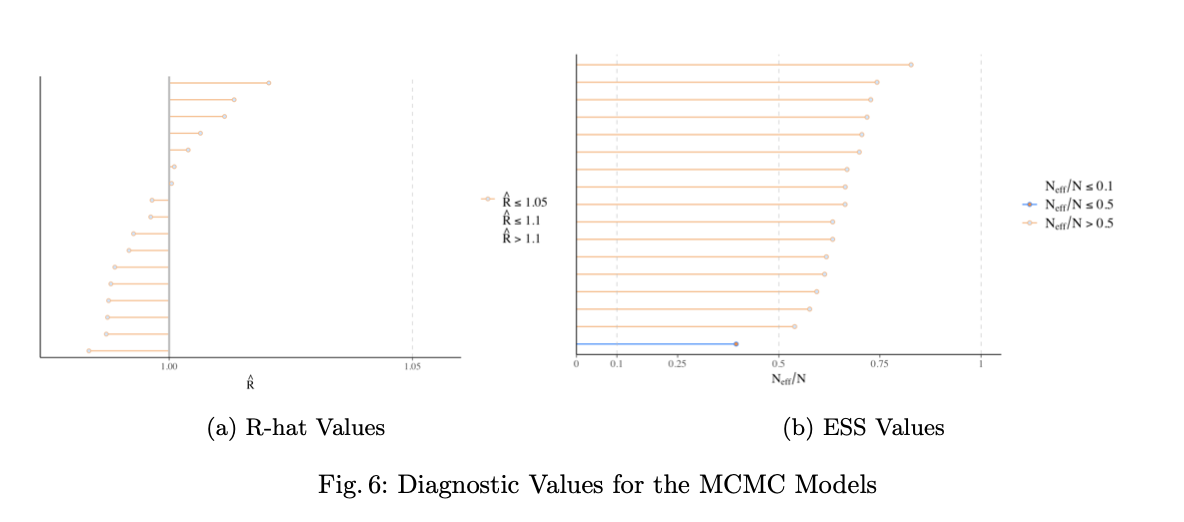 R̂ ≤ 1.05
R̂ ≤ 1.1
R̂ > 1.1
1.00 1.05
R̂
(a) R-hat Values
Neff/N ≤ 0.1
Neff/N ≤ 0.5
Neff/N > 0.5
0 0.1 0.25 0.5 0.75 1
Neff/N
(b) ESS Values
Fig. 6: Diagnostic Values for the MCMC Models